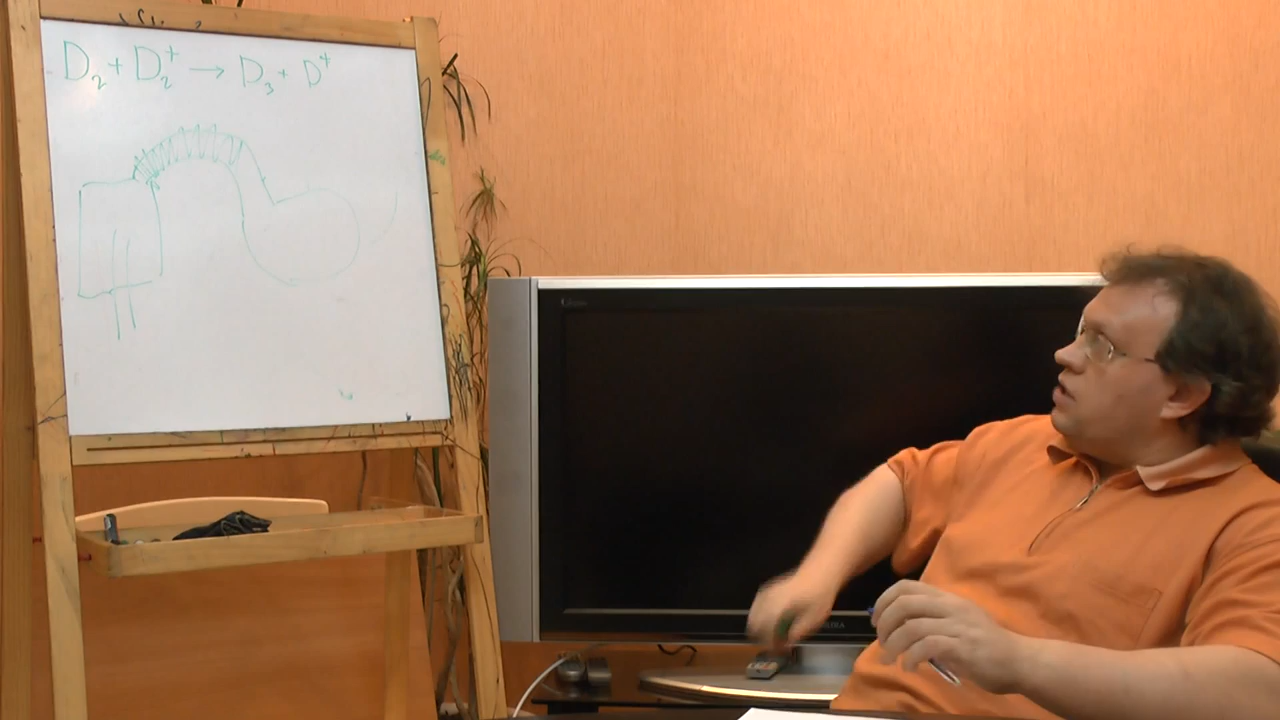 D₂ + D₂⁺ → D₃ + D⁺